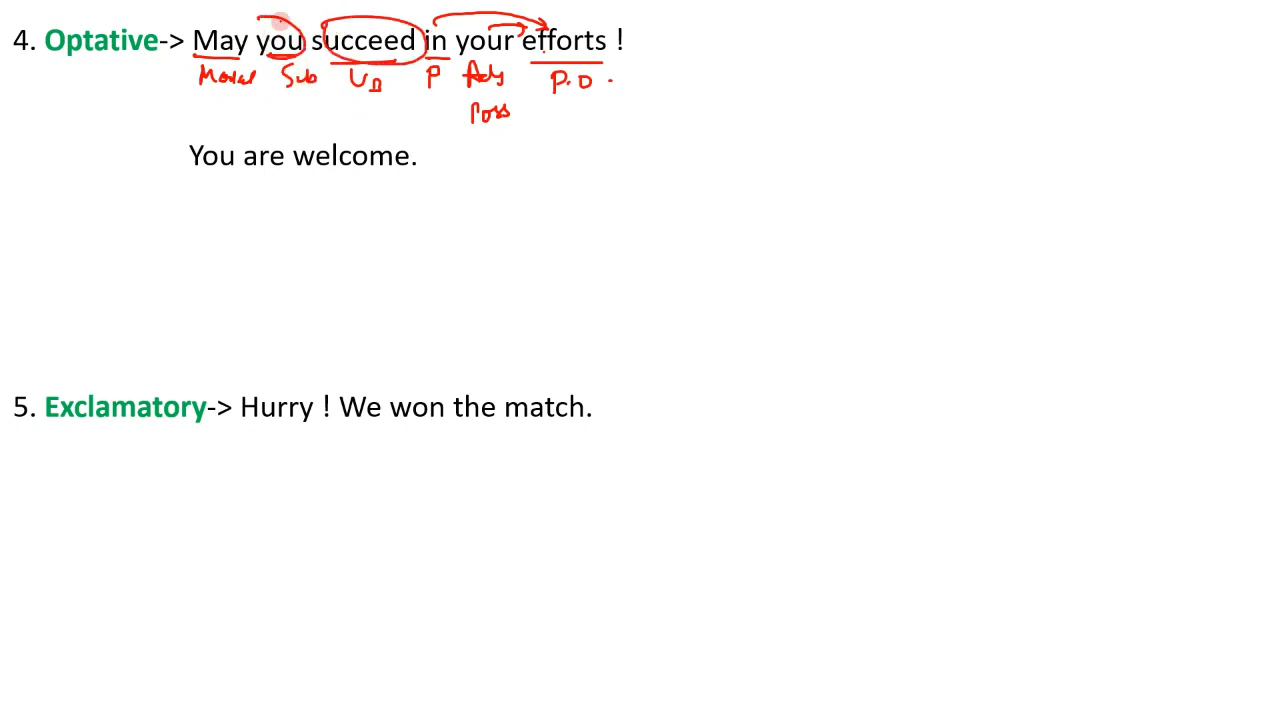 4. Optative-> May you succeed in your efforts !
Modal Sub V P Adj P.O.
Poss
You are welcome.
5. Exclamatory-> Hurry ! We won the match.